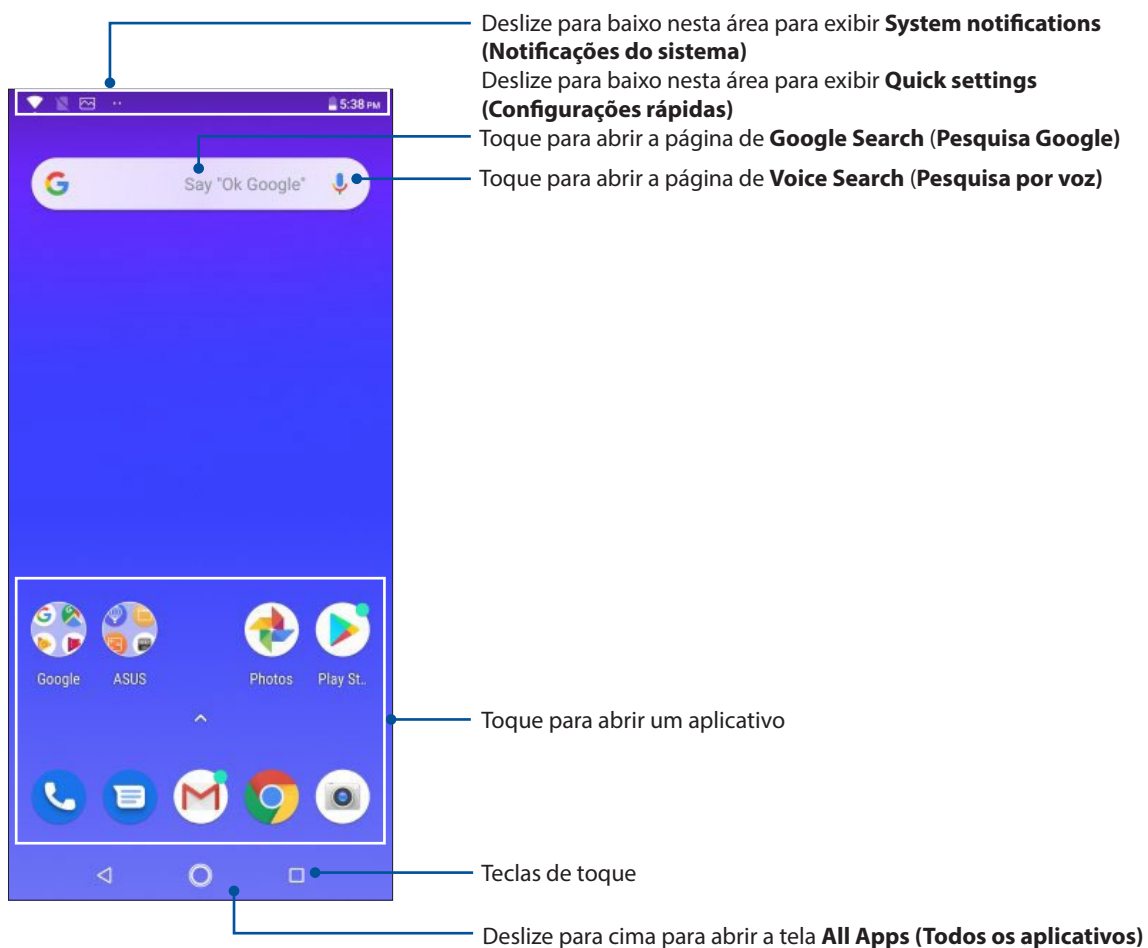 Deslize para baixo nesta área para exibir System notifications
(Notificações do sistema)
Deslize para baixo nesta área para exibir Quick settings
(Configurações rápidas)
Toque para abrir a página de Google Search (Pesquisa Google)
Toque para abrir a página de Voice Search (Pesquisa por voz)
5:38 PM
Say "Ok Google"
Google
ASUS
Photos
Play St..
Toque para abrir um aplicativo
Teclas de toque
Deslize para cima para abrir a tela All Apps (Todos os aplicativos)